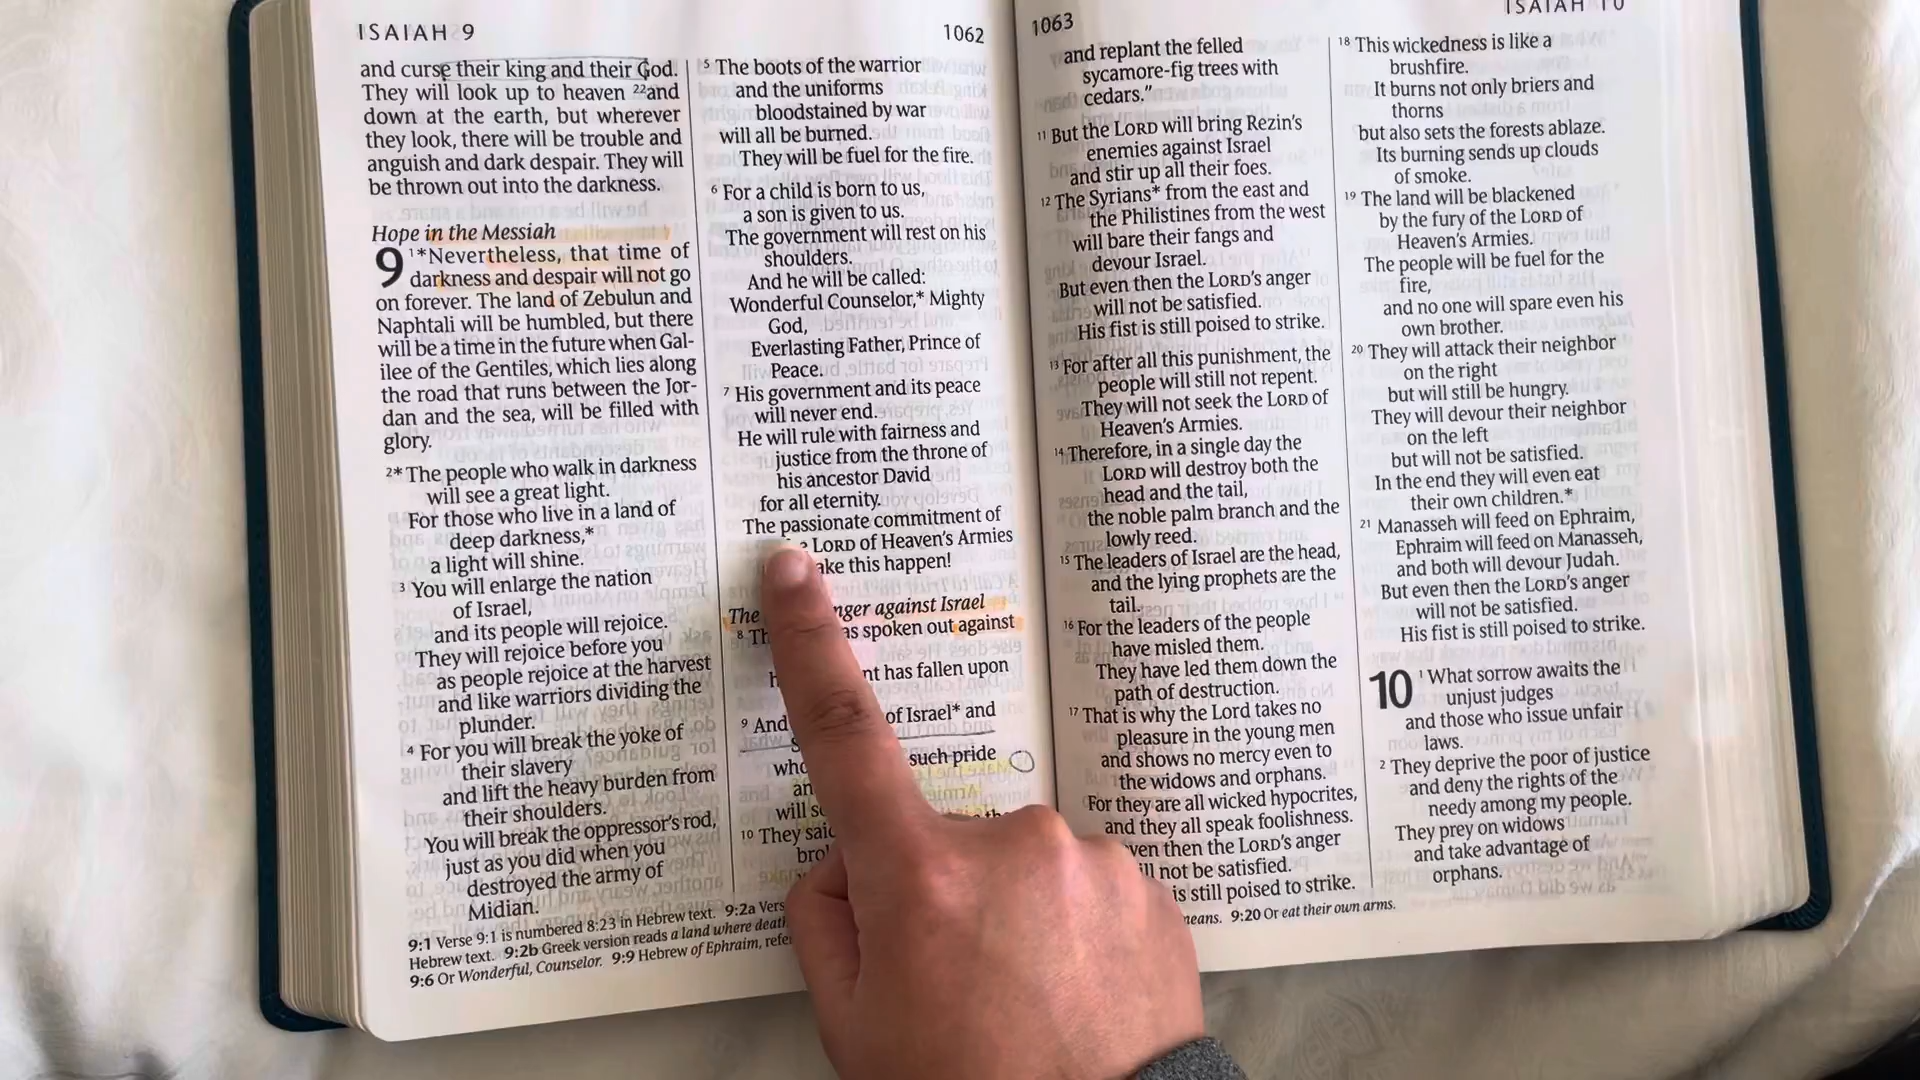 ISAIAH 9
1062
and curse their king and their God.
They will look up to heaven 22and
down at the earth, but wherever
they look, there will be trouble and
anguish and dark despair. They will
be thrown out into the darkness.
Hope in the Messiah
9 1*Nevertheless, that time of
darkness and despair will not go
on forever. The land of Zebulun and
Naphtali will be humbled, but there
will be a time in the future when Gal-
ilee of the Gentiles, which lies along
the road that runs between the Jor-
dan and the sea, will be filled with
glory.
2* The people who walk in darkness
will see a great light.
For those who live in a land of
deep darkness,*
a light will shine.
3 You will enlarge the nation
of Israel,
and its people will rejoice.
They will rejoice before you
as people rejoice at the harvest
and like warriors dividing the
plunder.
4 For you will break the yoke of
their slavery
and lift the heavy burden from
their shoulders.
You will break the oppressor's rod,
just as you did when you
destroyed the army of
Midian.
5 The boots of the warrior
and the uniforms
bloodstained by war
will all be burned.
They will be fuel for the fire.
6 For a child is born to us,
a son is given to us.
The government will rest on his
shoulders.
And he will be called:
Wonderful Counselor,* Mighty
God,
Everlasting Father, Prince of
Peace.
7 His government and its peace
will never end.
He will rule with fairness and
justice from the throne of
his ancestor David
for all eternity.
The passionate commitment of
LORD of Heaven's Armies
this happen!
The against Israel
8 spoken out against
has fallen upon
9 And of Israel* and
such pride
will
10 They
9:1 Verse 9:1 is numbered 8:23 in Hebrew text. 9:2a
Hebrew text. 9:2b Greek version reads a land where
9:6 Or Wonderful, Counselor. 9:9 Hebrew of Ephraim,
1063
ISAIAH 10
and replant the felled
sycamore-fig trees with
cedars."
11 But the LORD will bring Rezin's
enemies against Israel
and stir up all their foes.
12 The Syrians* from the east and
the Philistines from the west
will bare their fangs and
devour Israel.
But even then the LORD's anger
will not be satisfied.
His fist is still poised to strike.
13 For after all this punishment, the
people will still not repent.
They will not seek the LORD of
Heaven's Armies.
14 Therefore, in a single day the
LORD will destroy both the
head and the tail,
the noble palm branch and the
lowly reed.
15 The leaders of Israel are the head,
and the lying prophets are the
tail.
16 For the leaders of the people
have misled them.
They have led them down the
path of destruction.
17 That is why the Lord takes no
pleasure in the young men
and shows no mercy even to
the widows and orphans.
For they are all wicked hypocrites,
and they all speak foolishness.
then the LORD's anger
not be satisfied.
is still poised to strike.
18 This wickedness is like a
brushfire.
It burns not only briers and
thorns
but also sets the forests ablaze.
Its burning sends up clouds
of smoke.
19 The land will be blackened
by the fury of the LORD of
Heaven's Armies.
The people will be fuel for the
fire,
and no one will spare even his
own brother.
20 They will attack their neighbor
on the right
but will still be hungry.
They will devour their neighbor
on the left
but will not be satisfied.
In the end they will even eat
their own children.*
21 Manasseh will feed on Ephraim,
Ephraim will feed on Manasseh,
and both will devour Judah.
But even then the LORD's anger
will not be satisfied.
His fist is still poised to strike.
10 1 What sorrow awaits the
unjust judges
and those who issue unfair
laws.
2 They deprive the poor of justice
and deny the rights of the
needy among my people.
They prey on widows
and take advantage of
orphans.
9:20 Or eat their own arms.